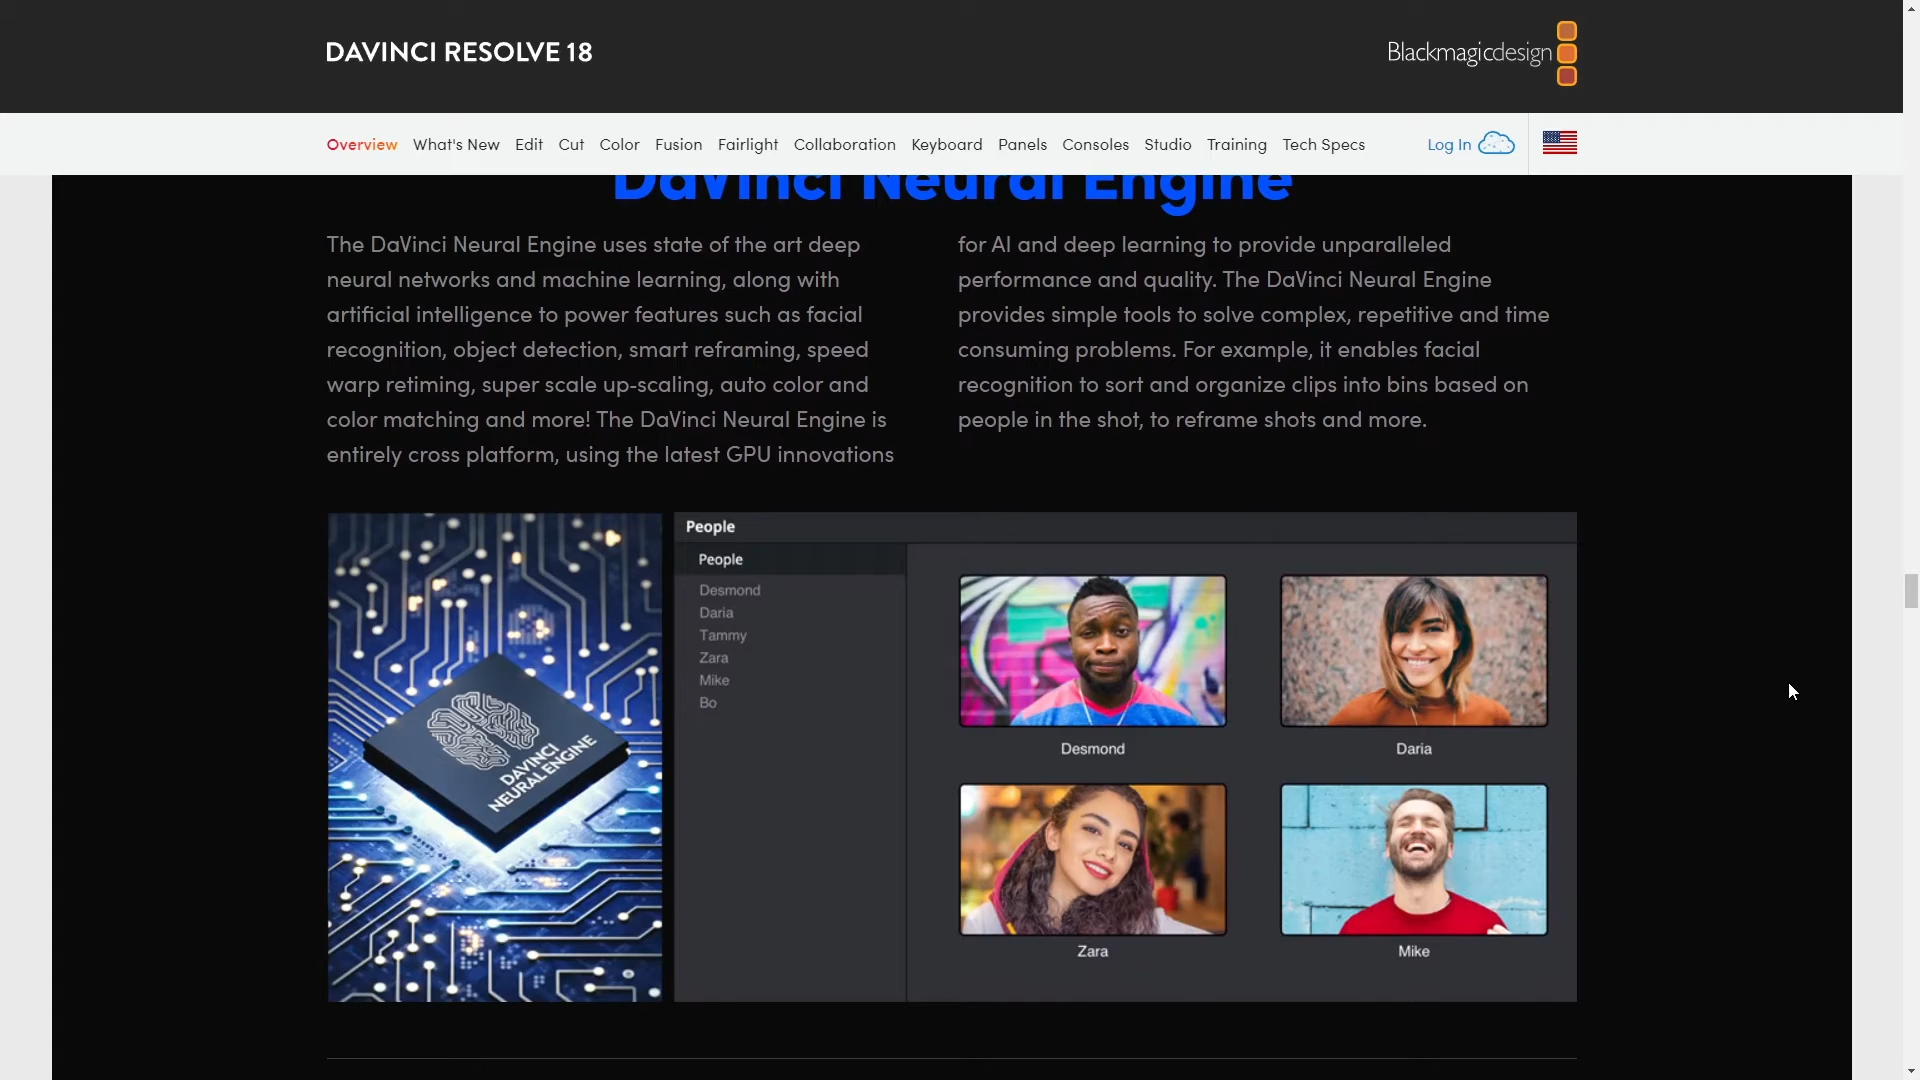 DAVINCI RESOLVE 18
Blackmagicdesign
Overview What's New Edit Cut Color Fusion Fairlight Collaboration Keyboard Panels Consoles Studio Training Tech Specs Log In
DaVinci Neural Engine
The DaVinci Neural Engine uses state of the art deep
neural networks and machine learning, along with
artificial intelligence to power features such as facial
recognition, object detection, smart reframing, speed
warp retiming, super scale up-scaling, auto color and
color matching and more! The DaVinci Neural Engine is
entirely cross platform, using the latest GPU innovations
for AI and deep learning to provide unparalleled
performance and quality. The DaVinci Neural Engine
provides simple tools to solve complex, repetitive and time
consuming problems. For example, it enables facial
recognition to sort and organize clips into bins based on
people in the shot, to reframe shots and more.
DAVINCI
NEURAL ENGINE
People
People
Desmond
Daria
Tammy
Zara
Mike
Bo
Desmond
Daria
Zara
Mike